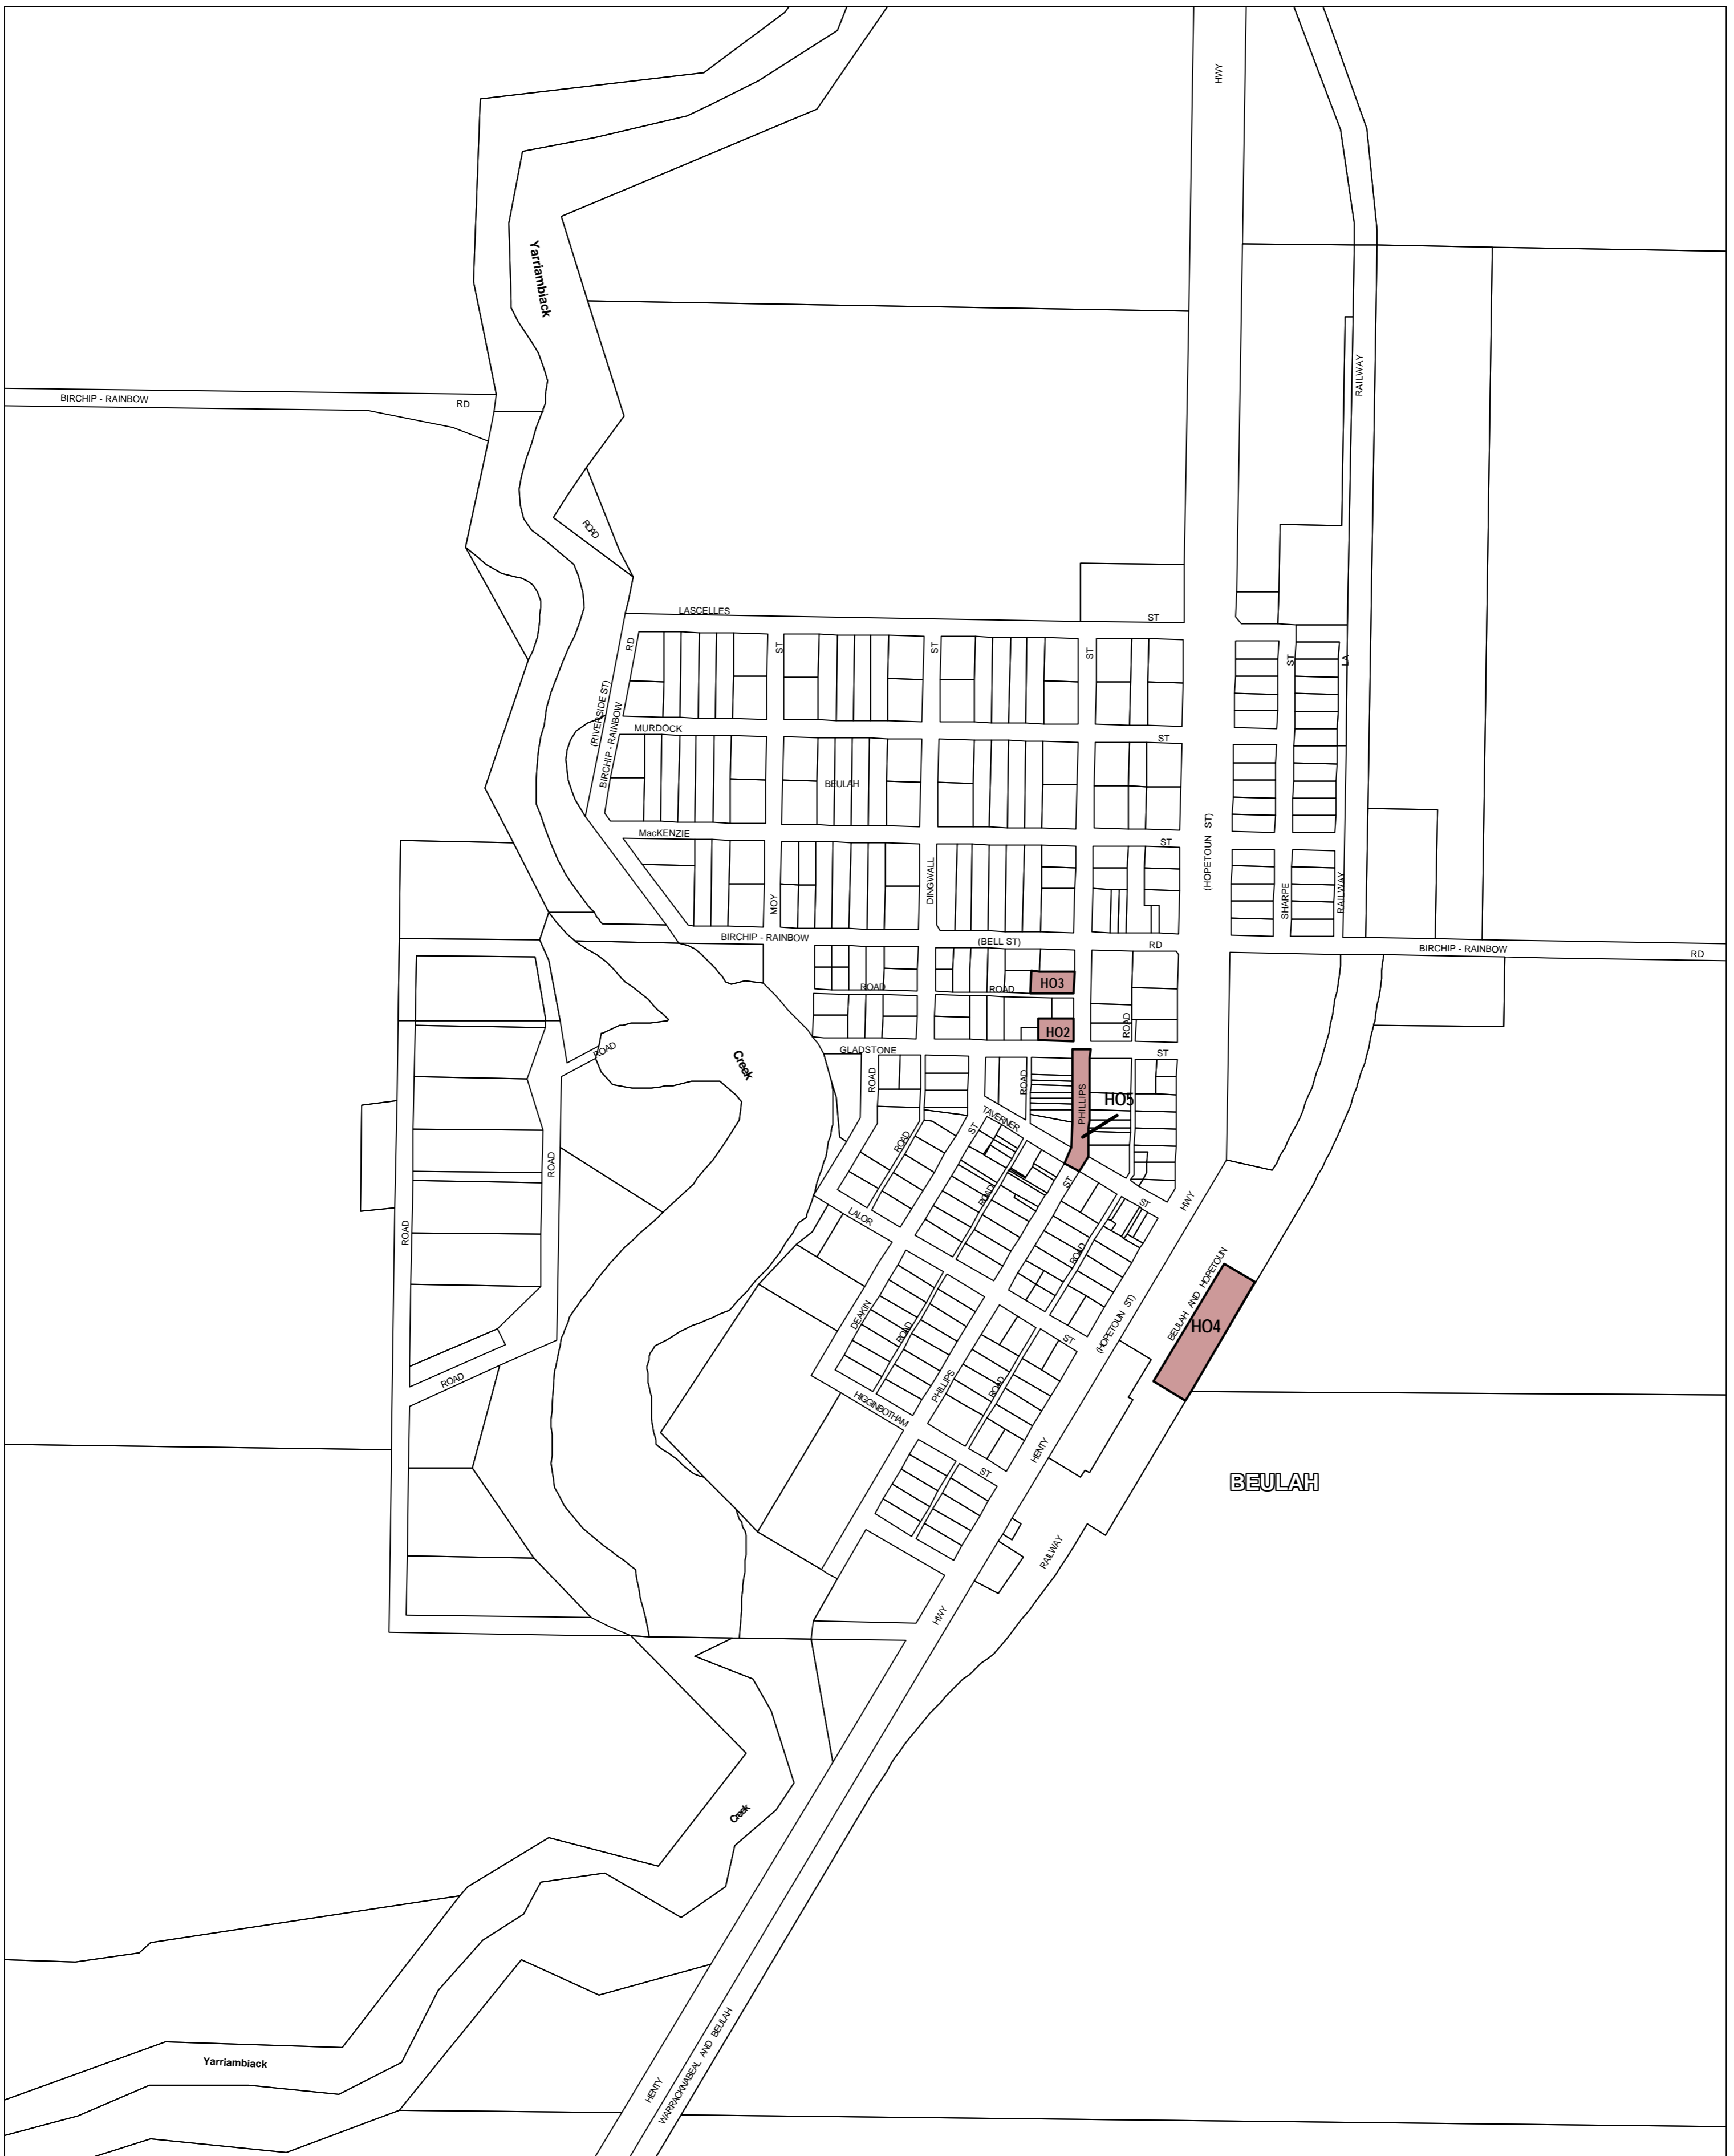 HWY
Yarriambiack
RAILWAY
BIRCHIP - RAINBOW
RD
ROAD
LASCELLES
ST
RD
ST
ST
ST
ST
LA
(RIVERSIDE ST)
BIRCHIP - RAINBOW
MURDOCK
ST
BEULAH
MacKENZIE
ST
(HOPETOUN ST)
MOY
DINGWALL
SHARPE
RAILWAY
BIRCHIP - RAINBOW
(BELL ST)
RD
BIRCHIP - RAINBOW
RD
ROAD
ROAD
HO3
HO2
ROAD
GLADSTONE
ST
ROAD
Creek
ROAD
ROAD
PHILLIPS
HO5
TAVERNER
ST
ROAD
ROAD
ROAD
ST
ST
HWY
ROAD
LALOR
ROAD
BEULAH AND HOPETOUN
HO4
DEAKIN
ROAD
(HOPETOUN ST)
ST
ROAD
PHILLIPS
ROAD
HIGGINBOTHAM
HENTY
ST
BEULAH
RAILWAY
HWY
Creek
Yarriambiack
HENTY
WARRACKNABEAL AND BEULAH